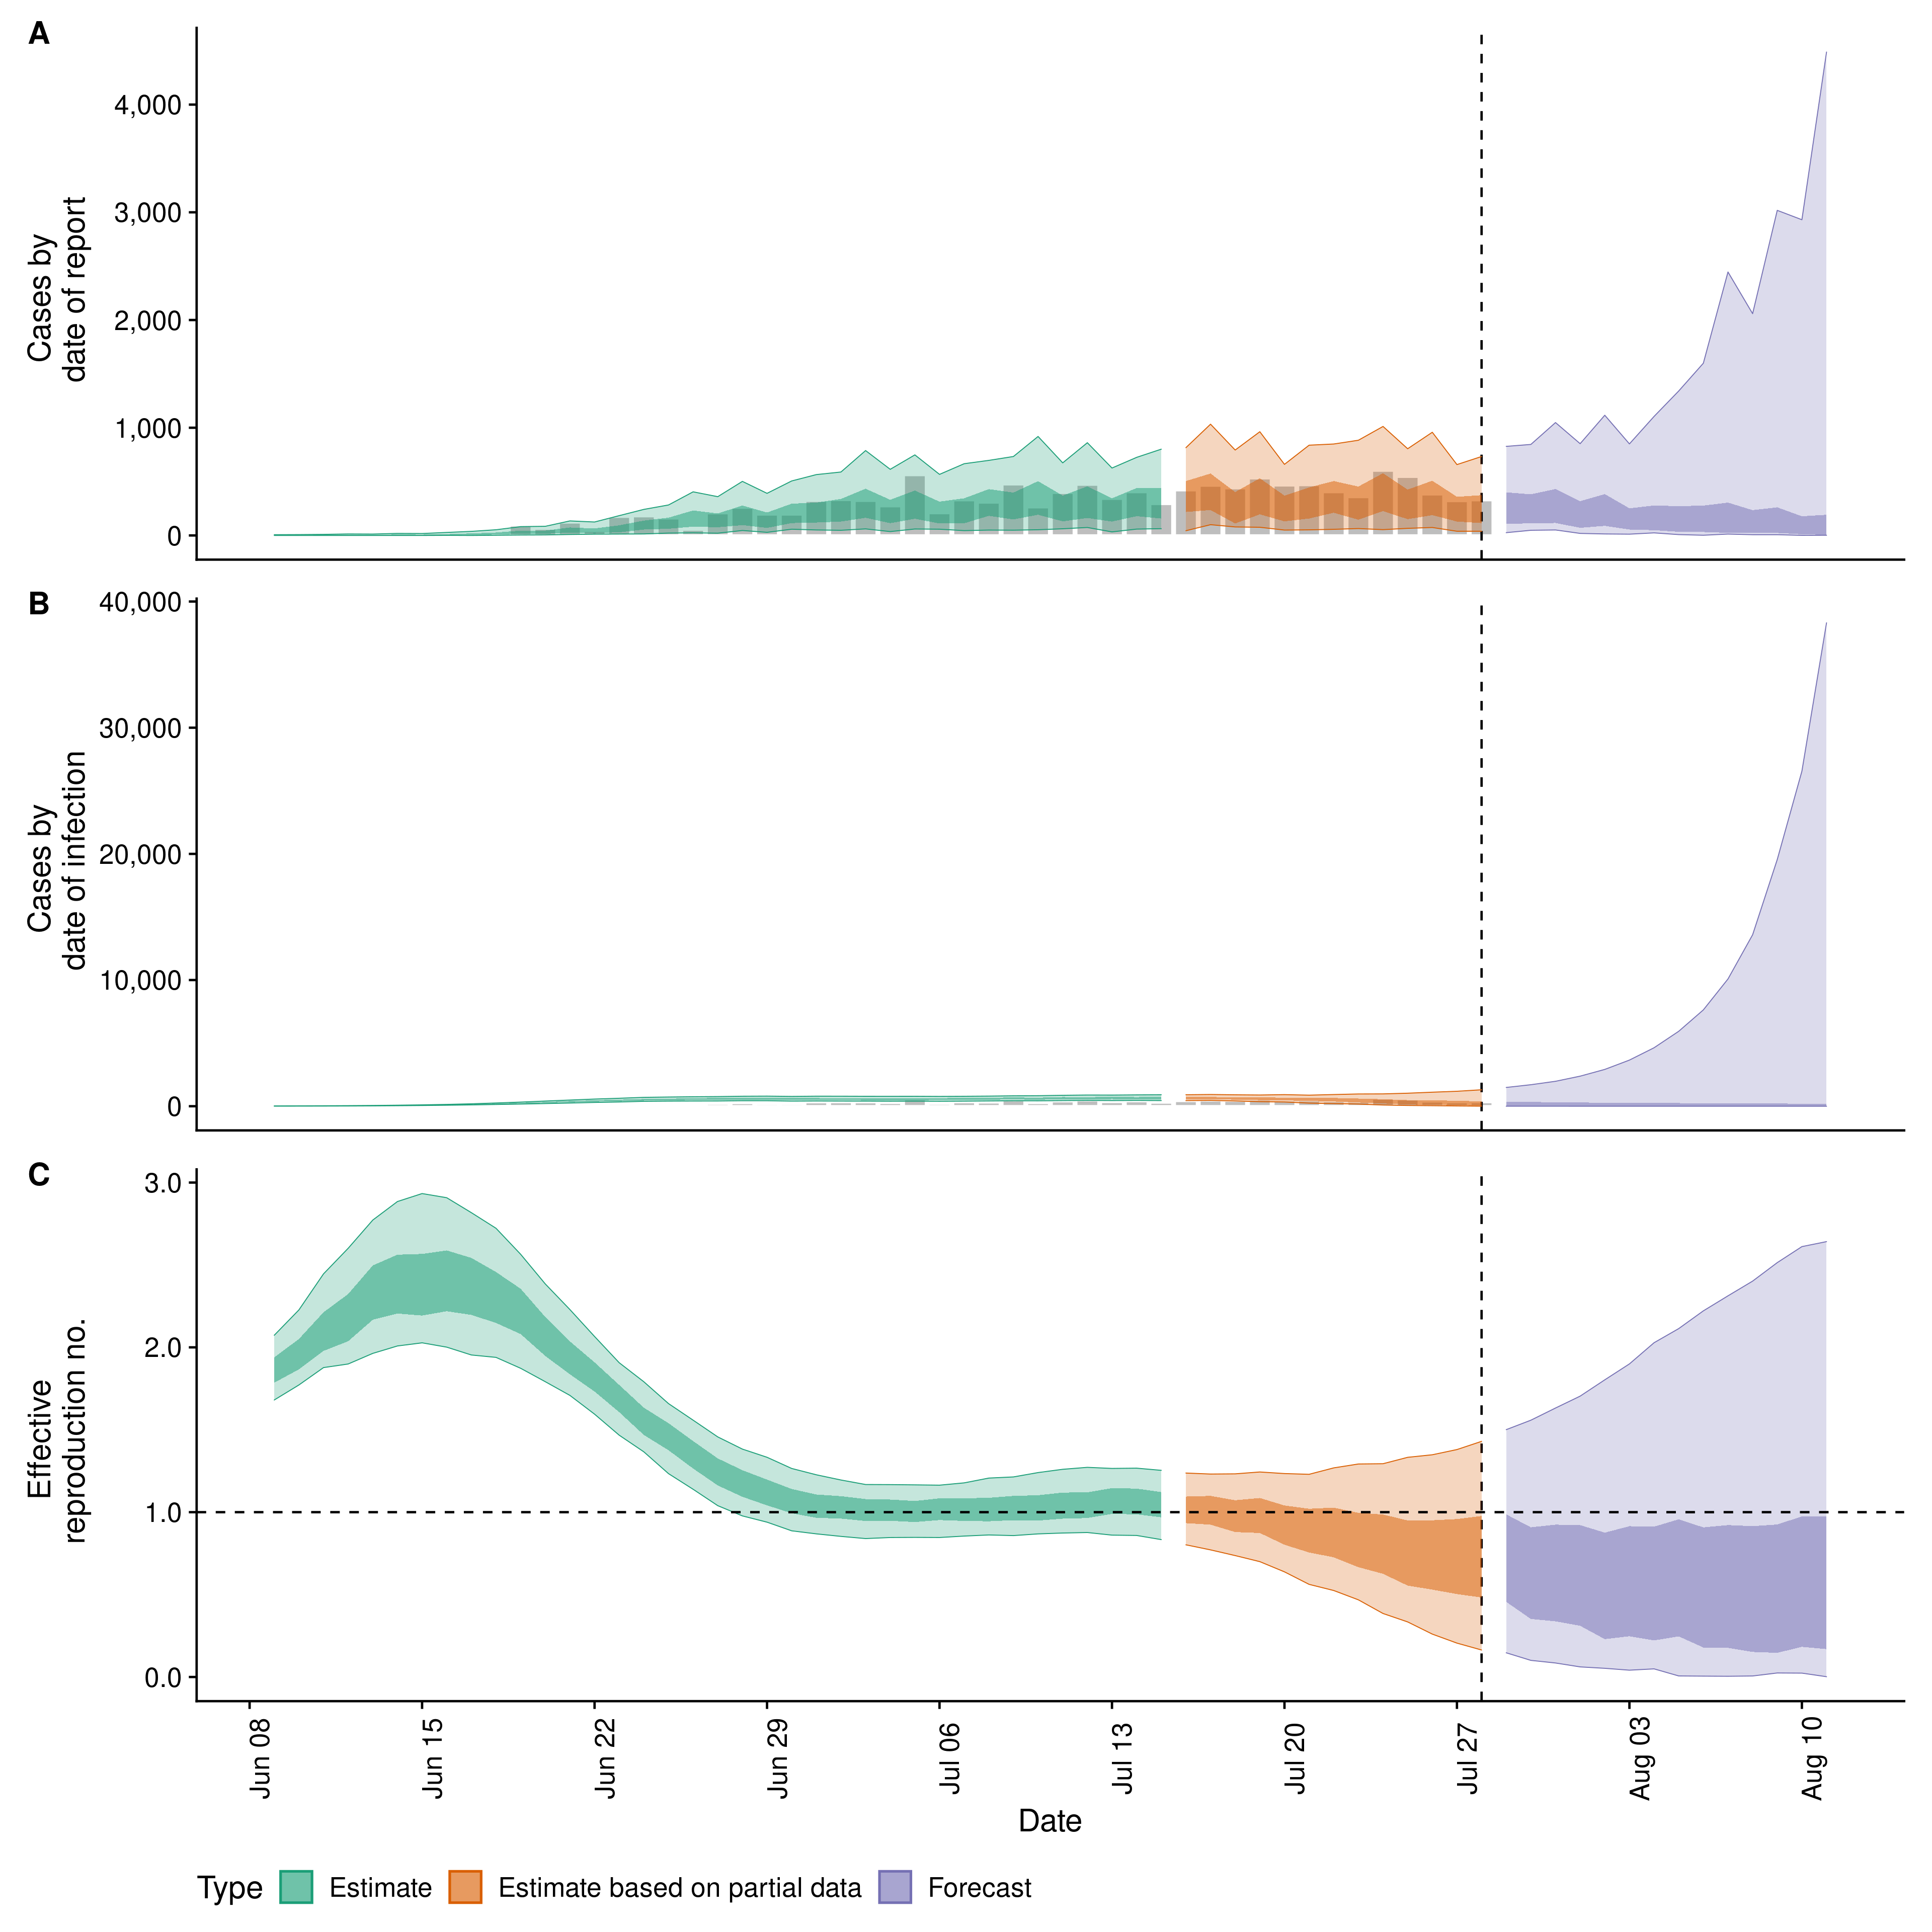 A
Cases by
date of report
4,000
3,000
2,000
1,000
0
B
Cases by
date of infection
40,000
30,000
20,000
10,000
0
C
Effective
reproduction no.
3.0
2.0
1.0
0.0
Jun 08
Jun 15
Jun 22
Jun 29
Jul 06
Jul 13
Jul 20
Jul 27
Aug 03
Aug 10
Date
Type Estimate Estimate based on partial data Forecast